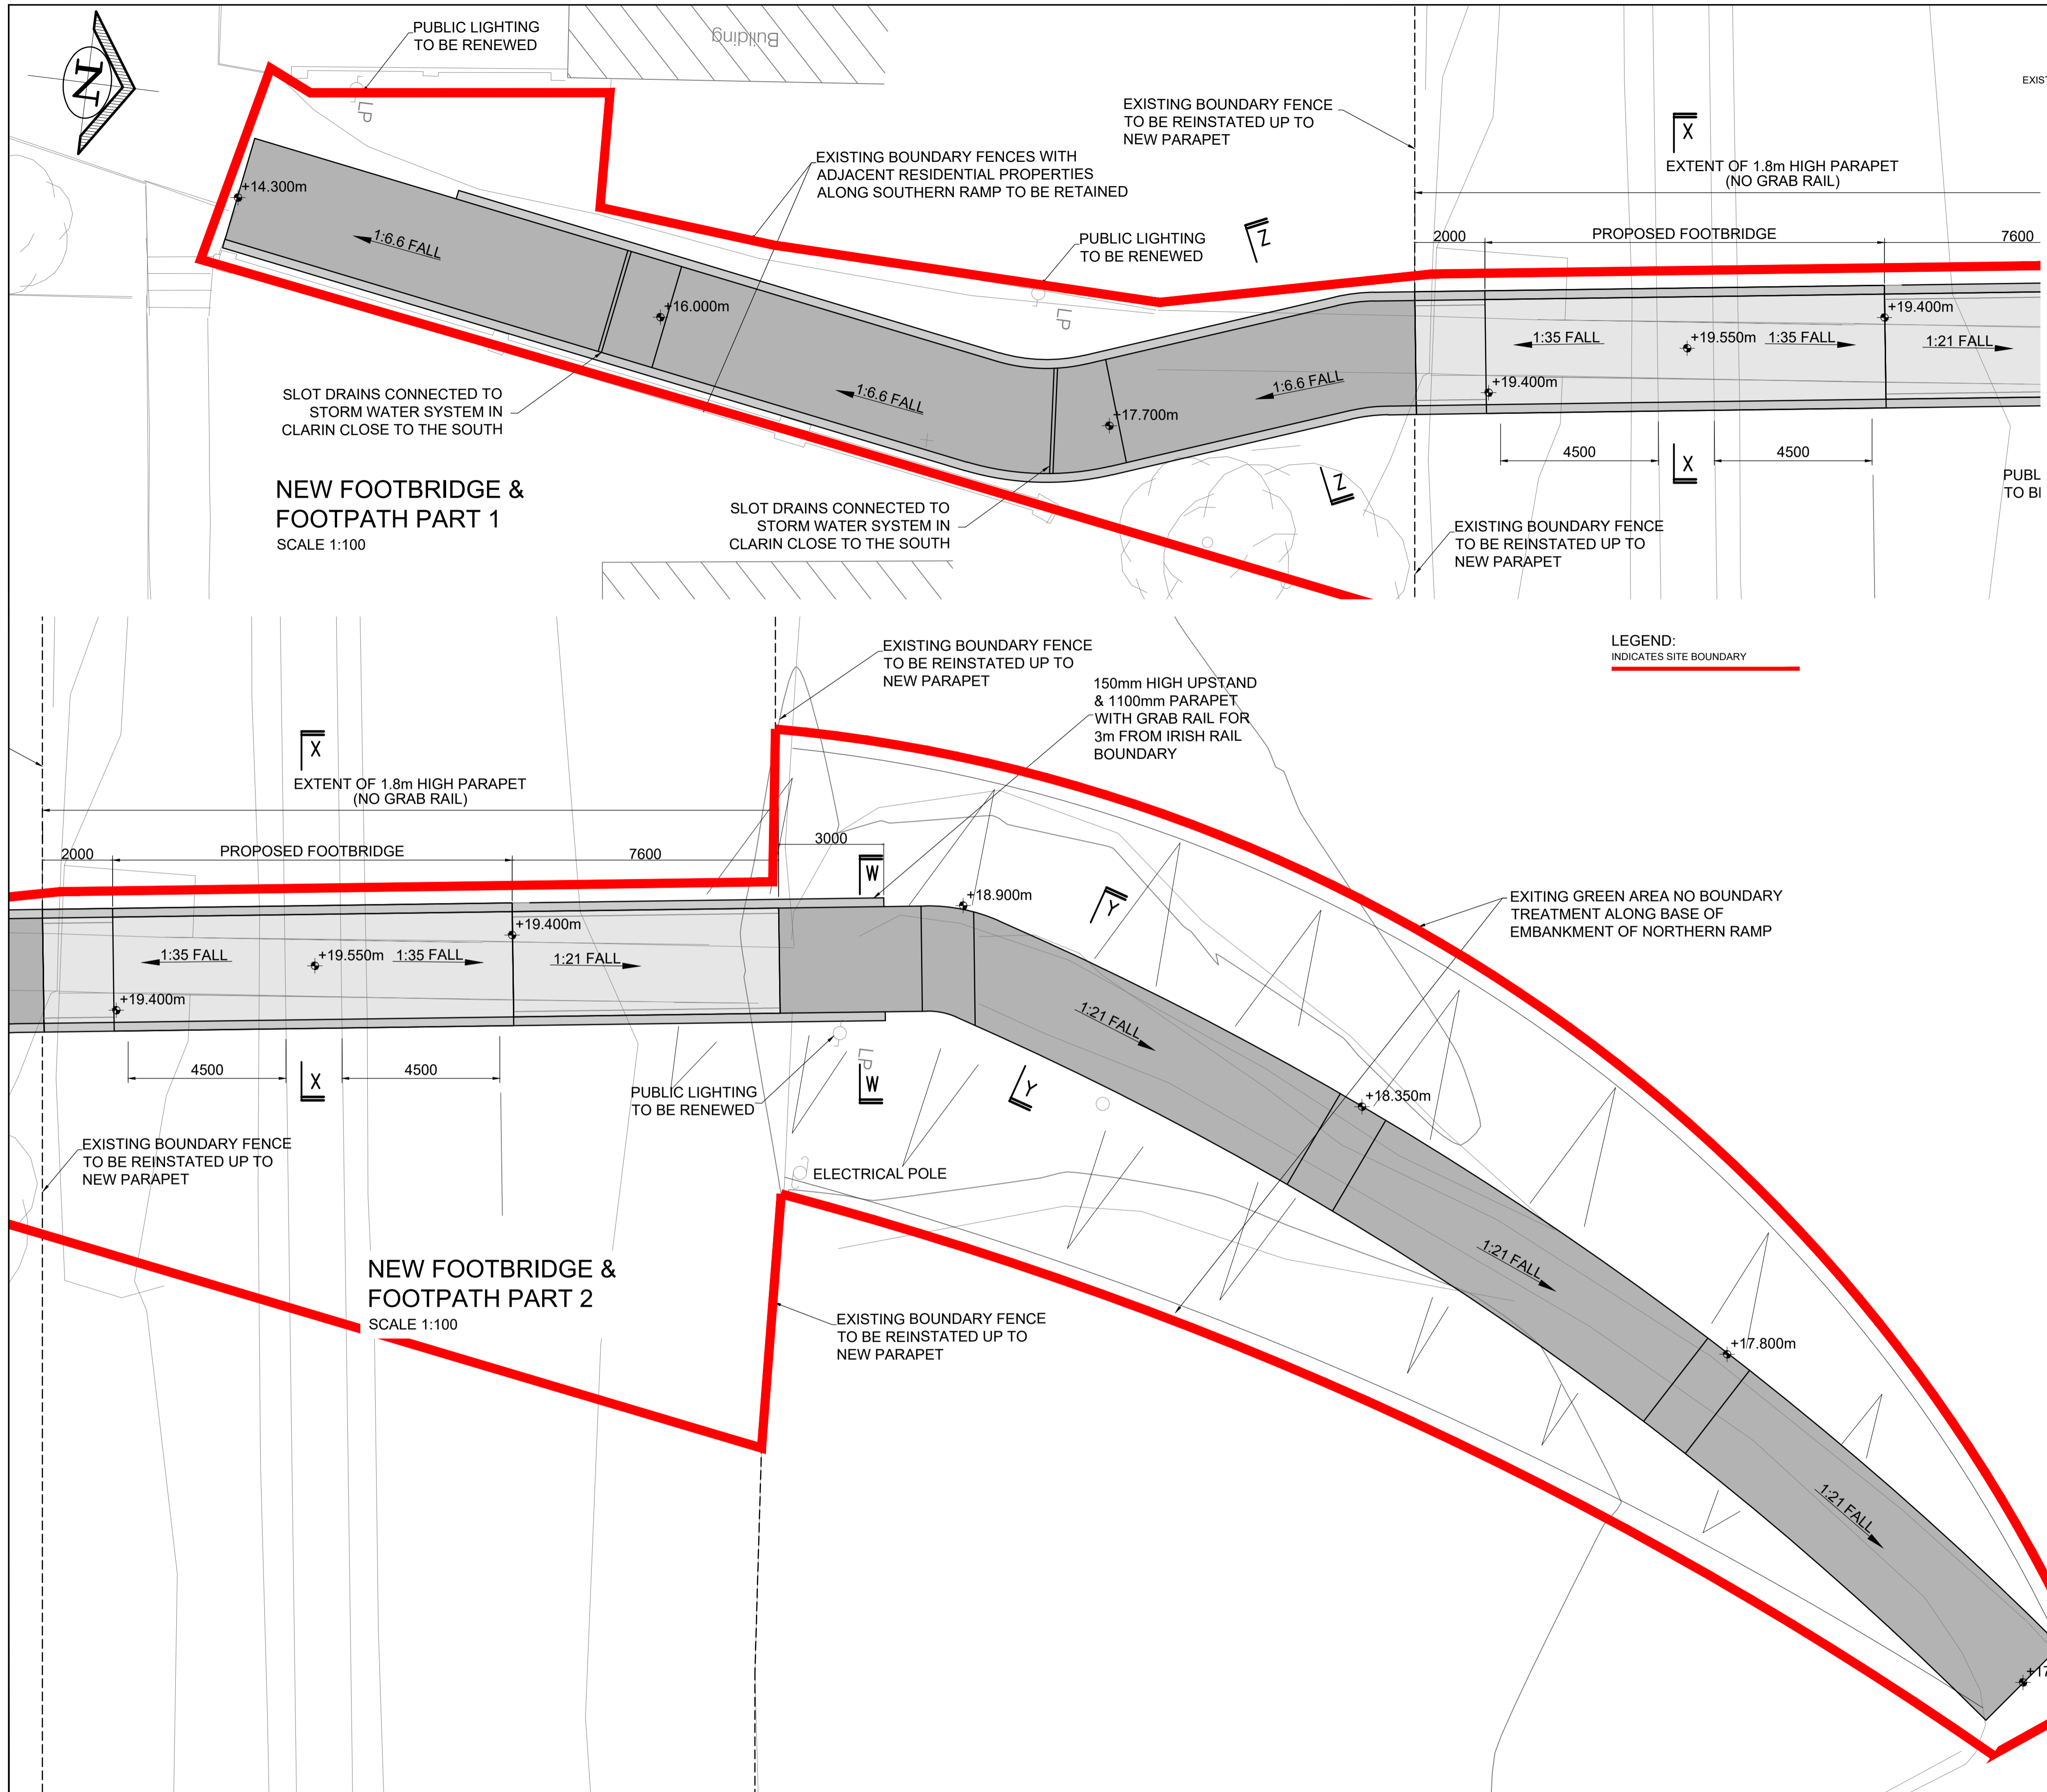 N
PUBLIC LIGHTING
TO BE RENEWED
Building
LP
EXISTING BOUNDARY FENCE
TO BE REINSTATED UP TO
NEW PARAPET
X
EXTENT OF 1.8m HIGH PARAPET
(NO GRAB RAIL)
EXISTING BOUNDARY FENCES WITH
ADJACENT RESIDENTIAL PROPERTIES
ALONG SOUTHERN RAMP TO BE RETAINED
+14.300m
1:6.6 FALL
PUBLIC LIGHTING
TO BE RENEWED
Z
2000
PROPOSED FOOTBRIDGE
7600
+16.000m
LP
+19.400m
1:35 FALL
+19.550m
1:35 FALL
1:21 FALL
+19.400m
1:6.6 FALL
1:6.6 FALL
+17.700m
SLOT DRAINS CONNECTED TO
STORM WATER SYSTEM IN
CLARIN CLOSE TO THE SOUTH
4500
4500
X
Z
NEW FOOTBRIDGE &
FOOTPATH PART 1
SCALE 1:100
SLOT DRAINS CONNECTED TO
STORM WATER SYSTEM IN
CLARIN CLOSE TO THE SOUTH
EXISTING BOUNDARY FENCE
TO BE REINSTATED UP TO
NEW PARAPET
LEGEND:
INDICATES SITE BOUNDARY
EXISTING BOUNDARY FENCE
TO BE REINSTATED UP TO
NEW PARAPET
150mm HIGH UPSTAND
& 1100mm PARAPET
WITH GRAB RAIL FOR
3m FROM IRISH RAIL
BOUNDARY
X
EXTENT OF 1.8m HIGH PARAPET
(NO GRAB RAIL)
2000
PROPOSED FOOTBRIDGE
7600
3000
W
+18.900m
Y
EXITING GREEN AREA NO BOUNDARY
TREATMENT ALONG BASE OF
EMBANKMENT OF NORTHERN RAMP
+19.400m
1:35 FALL
+19.550m
1:35 FALL
1:21 FALL
+19.400m
1:21 FALL
4500
4500
X
LP
W
Y
PUBLIC LIGHTING
TO BE RENEWED
+18.350m
EXISTING BOUNDARY FENCE
TO BE REINSTATED UP TO
NEW PARAPET
ELECTRICAL POLE
1:21 FALL
NEW FOOTBRIDGE &
FOOTPATH PART 2
SCALE 1:100
EXISTING BOUNDARY FENCE
TO BE REINSTATED UP TO
NEW PARAPET
+17.800m
1:21 FALL